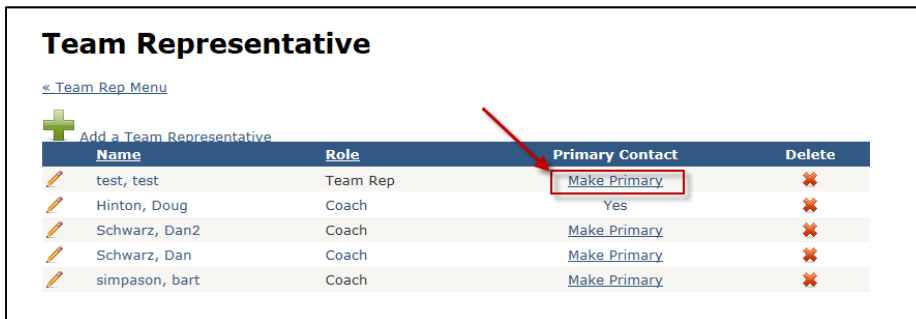 Team Representative
« Team Rep Menu
Add a Team Representative
Name Role Primary Contact Delete
test, test Team Rep Make Primary
Hinton, Doug Coach Yes
Schwarz, Dan2 Coach Make Primary
Schwarz, Dan Coach Make Primary
simpason, bart Coach Make Primary